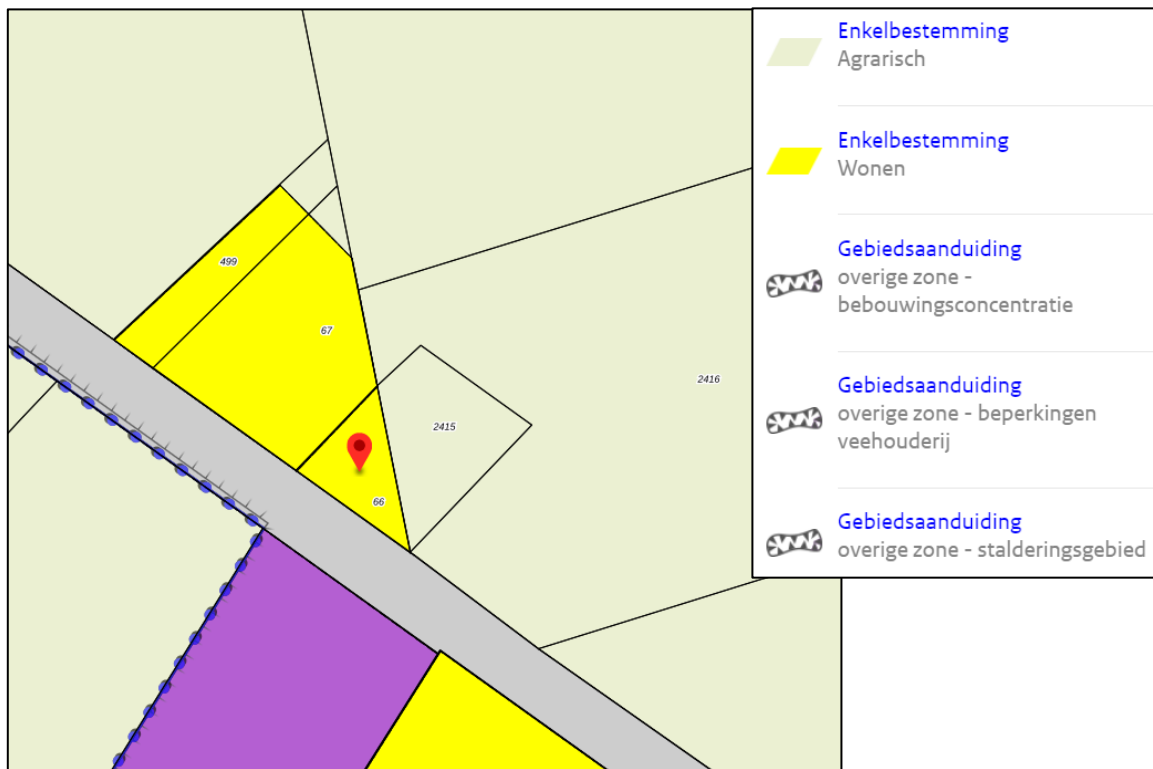 Enkelbestemming
Agrarisch
Enkelbestemming
Wonen
Gebiedsaanduiding
overige zone -
bebouwingsconcentratie
Gebiedsaanduiding
overige zone - beperkingen
veehouderij
Gebiedsaanduiding
overige zone - stalderingsgebied
499
67
2416
2415
66